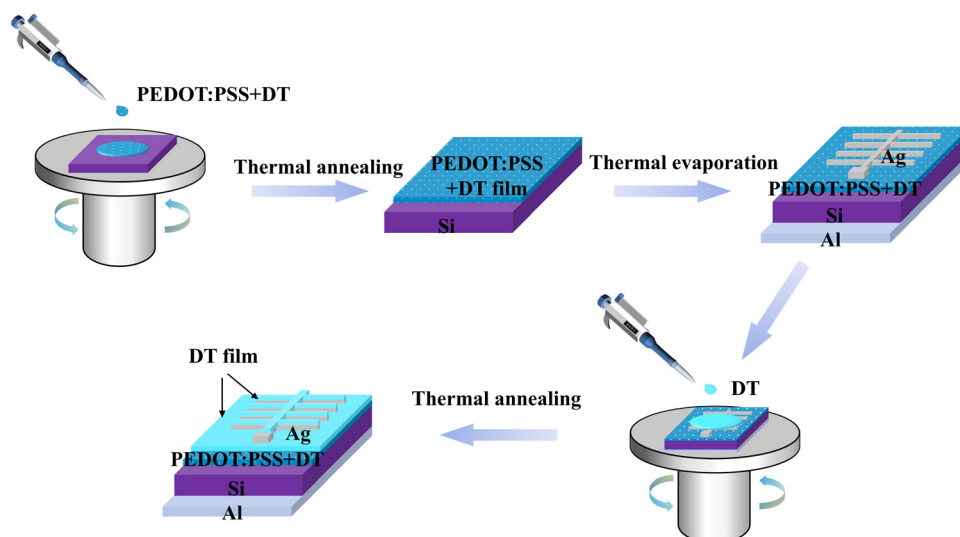 PEDOT:PSS+DT
Thermal annealing
PEDOT:PSS
+DT film
Si
Thermal evaporation
Ag
PEDOT:PSS+DT
Si
Al
DT
Thermal annealing
DT film
Ag
PEDOT:PSS+DT
Si
Al